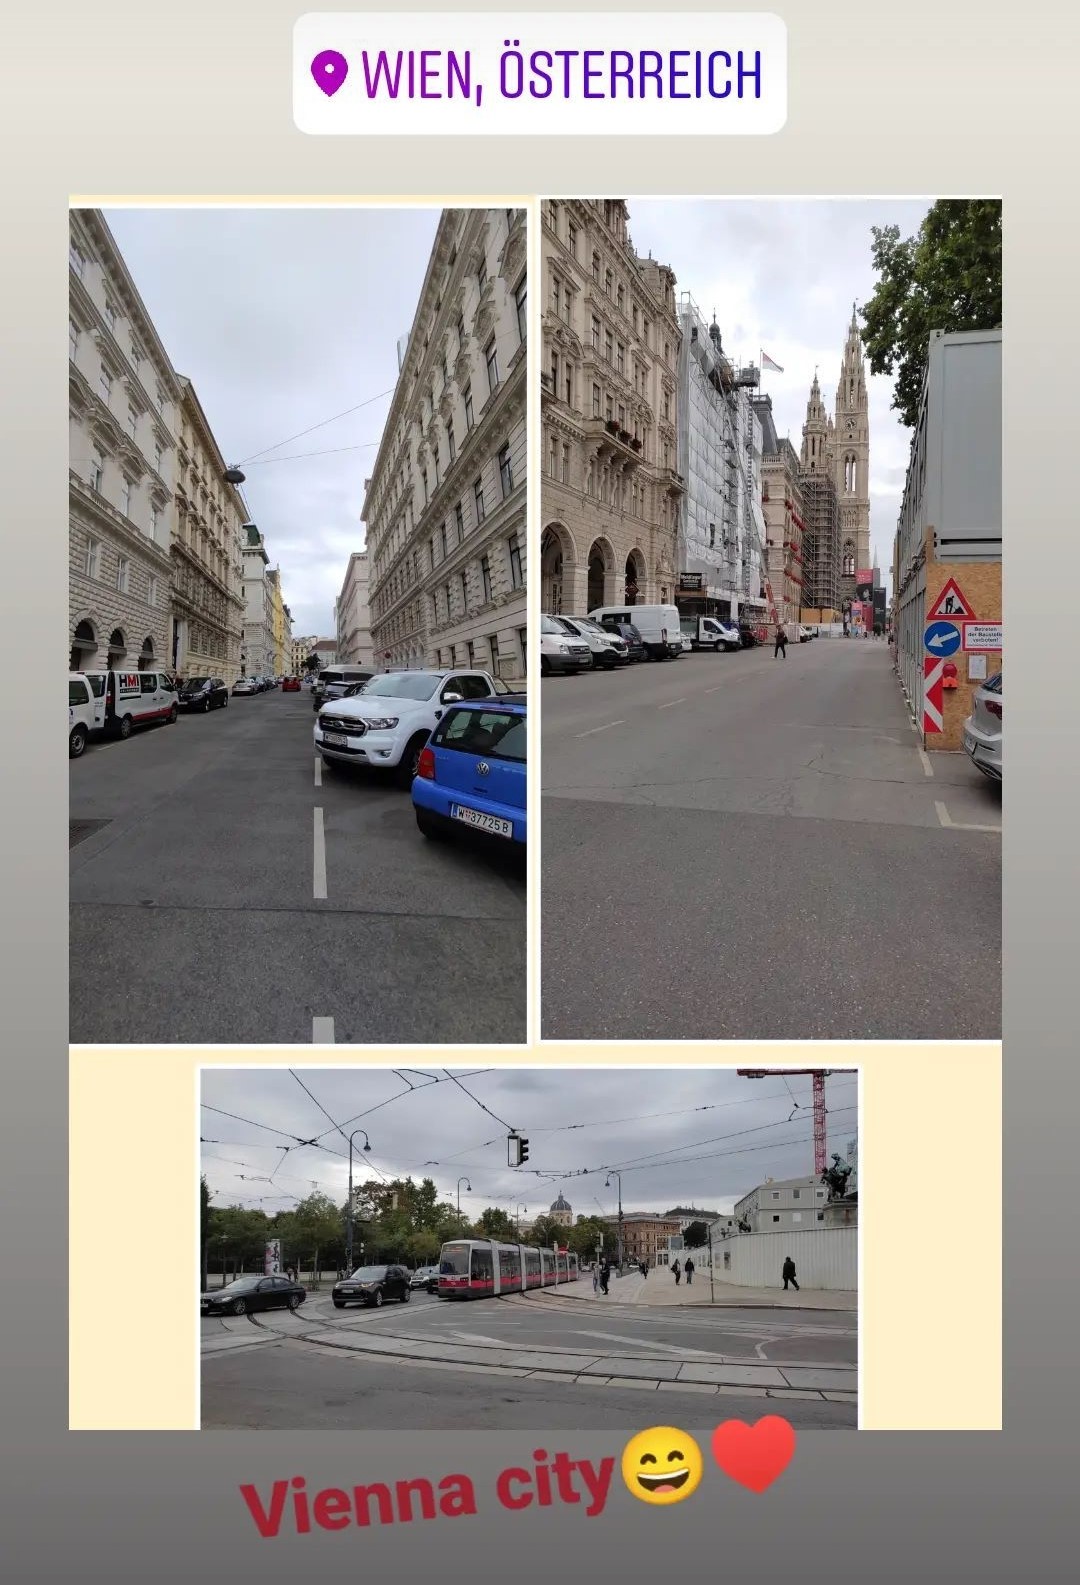 WIEN, ÖSTERREICH
HMI
W 37725 B
Betreten
der Baustelle
verboten!
Vienna city😄♥️